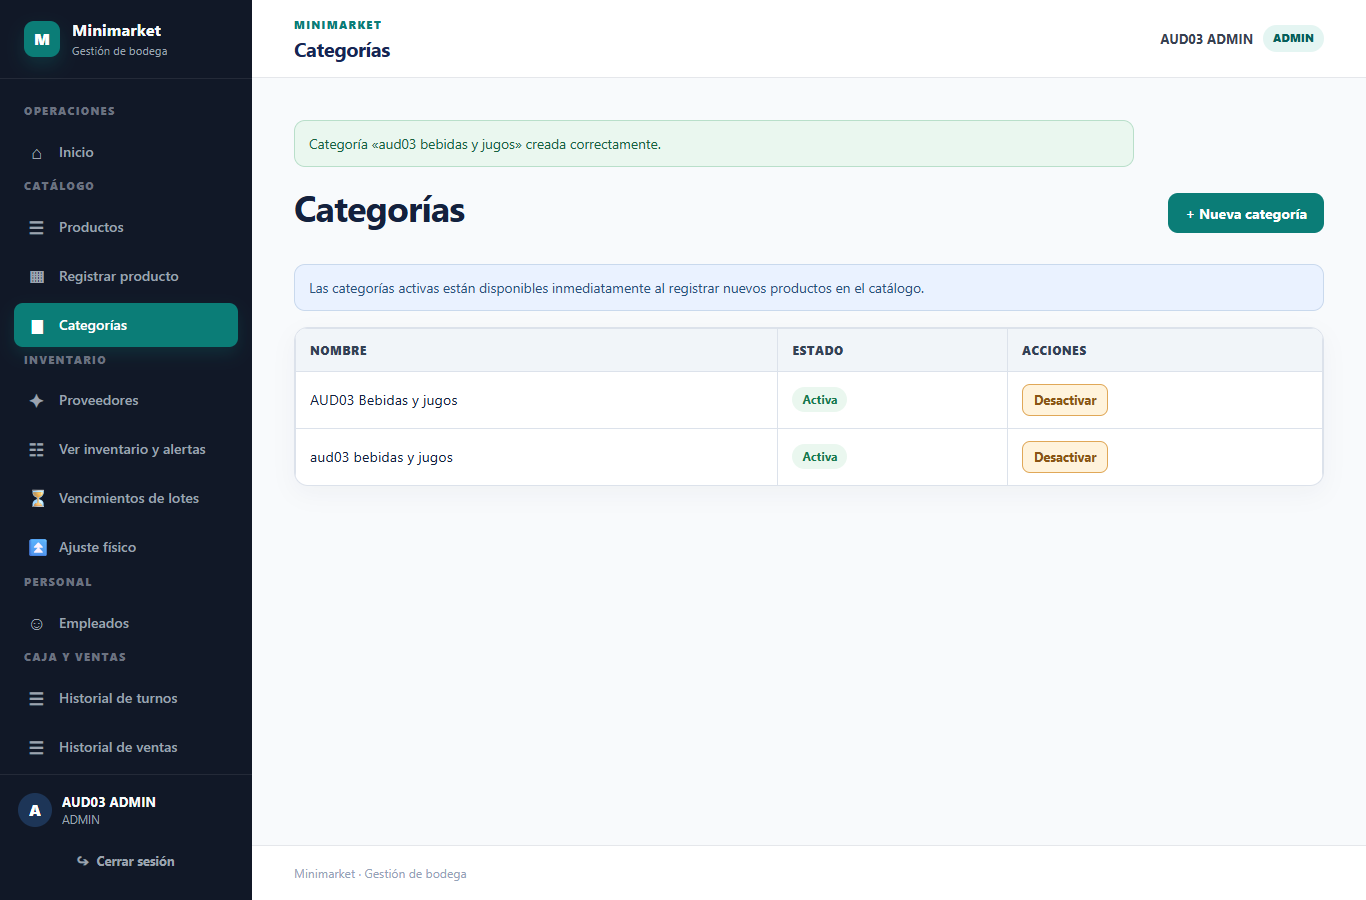 M
Minimarket
Gestión de bodega
OPERACIONES
⌂ Inicio
CATÁLOGO
☰ Productos
▦ Registrar producto
Categorías
INVENTARIO
✦ Proveedores
☷ Ver inventario y alertas
⏳ Vencimientos de lotes
⏫ Ajuste físico
PERSONAL
☺ Empleados
CAJA Y VENTAS
☰ Historial de turnos
☰ Historial de ventas
A
AUD03 ADMIN
ADMIN
↪ Cerrar sesión
MINIMARKET
Categorías
AUD03 ADMIN ADMIN
Categoría «aud03 bebidas y jugos» creada correctamente.
Categorías
+ Nueva categoría
Las categorías activas están disponibles inmediatamente al registrar nuevos productos en el catálogo.
NOMBRE ESTADO ACCIONES
AUD03 Bebidas y jugos Activa Desactivar
aud03 bebidas y jugos Activa Desactivar
Minimarket · Gestión de bodega